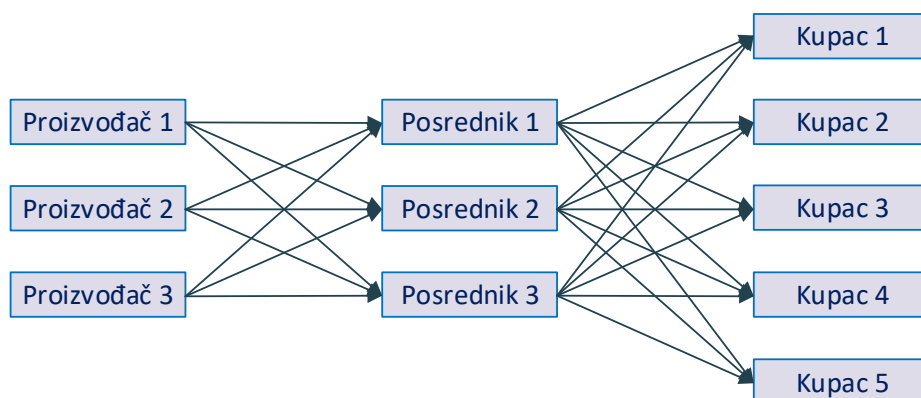 Proizvođač 1
Proizvođač 2
Proizvođač 3
Posrednik 1
Posrednik 2
Posrednik 3
Kupac 1
Kupac 2
Kupac 3
Kupac 4
Kupac 5